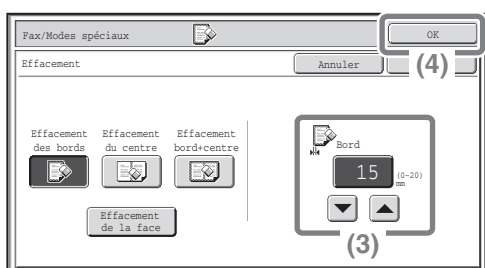 Fax/Modes spéciaux
OK
Effacement
Annuler
(4)
Effacement
des bords
Effacement
du centre
Effacement
bord+centre
Effacement
de la face
Bord
15
(0-20)
mm
(3)